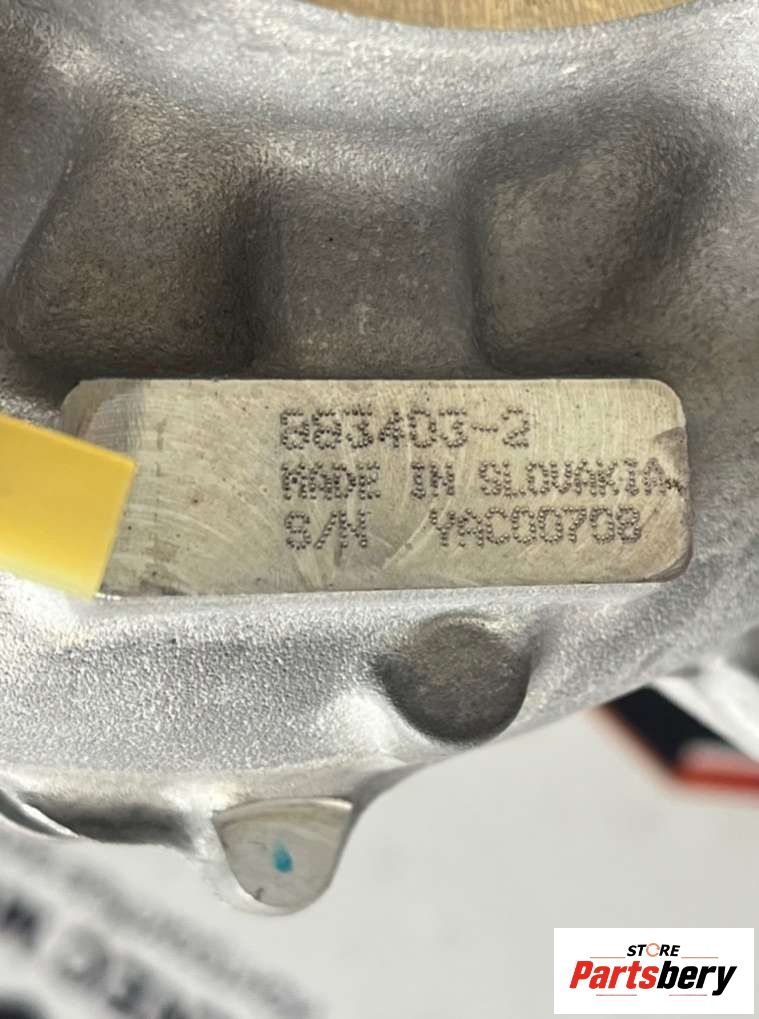 883403-2
MADE IN SLOVAKIA
S/N YAC00708
STORE
Partsbery